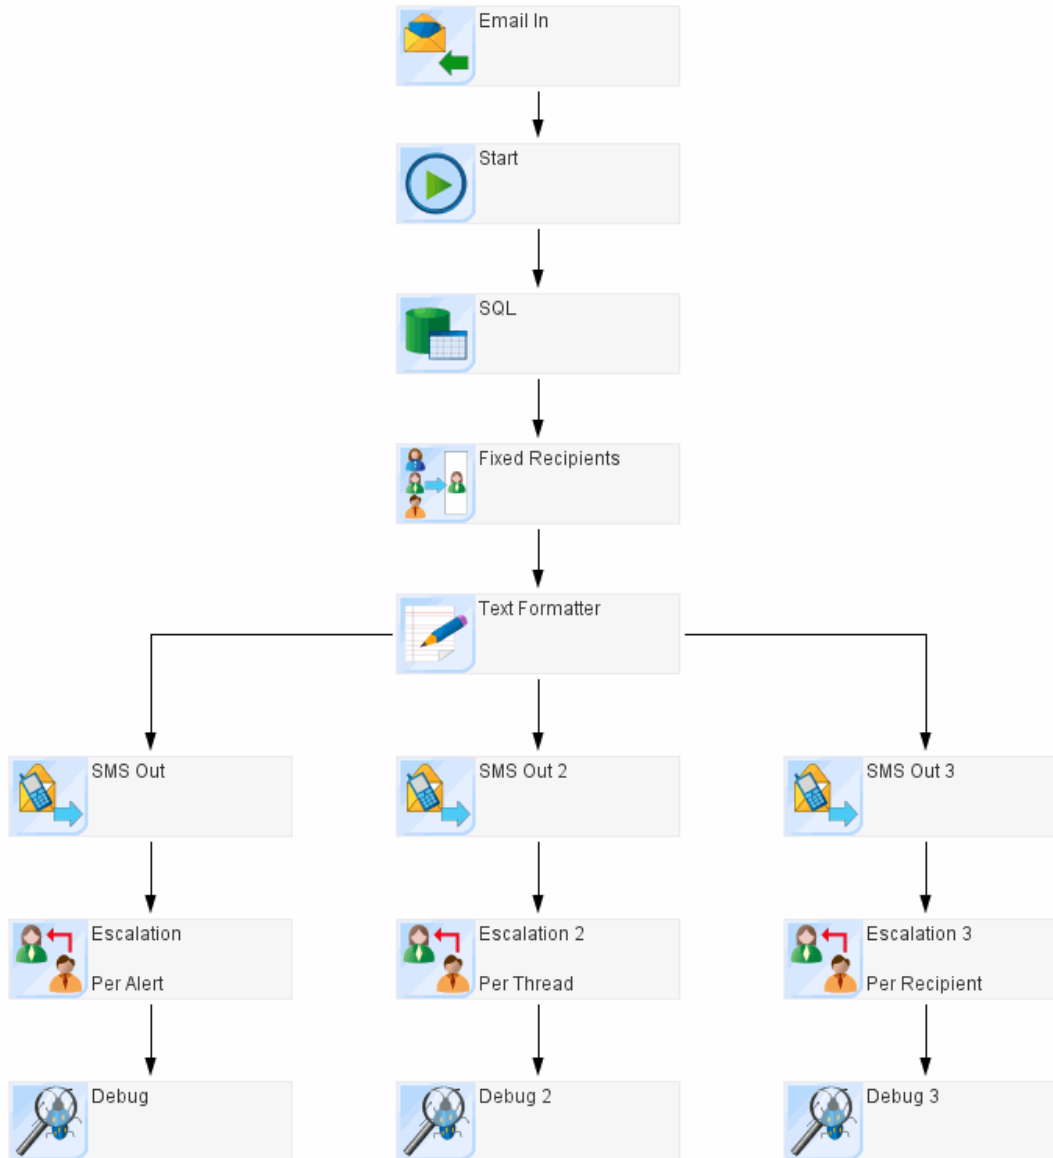 Email In
Start
SQL
Fixed Recipients
Text Formatter
SMS Out
SMS Out 2
SMS Out 3
Escalation
Per Alert
Escalation 2
Per Thread
Escalation 3
Per Recipient
Debug
Debug 2
Debug 3